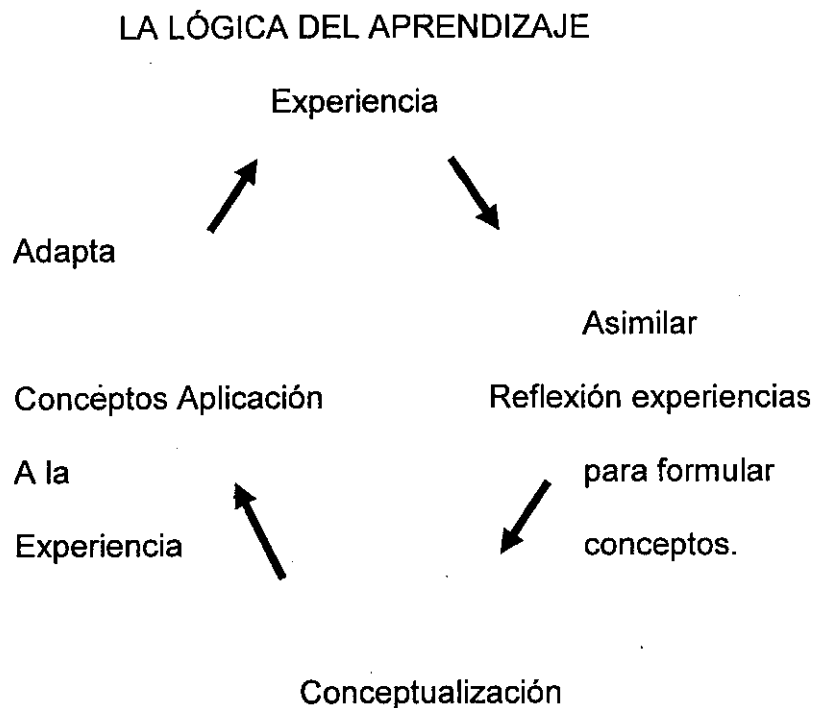 LA LÓGICA DEL APRENDIZAJE
Experiencia
Adapta
Asimilar
Conceptos Aplicación
Reflexión experiencias
A la
para formular
Experiencia
conceptos.
Conceptualización